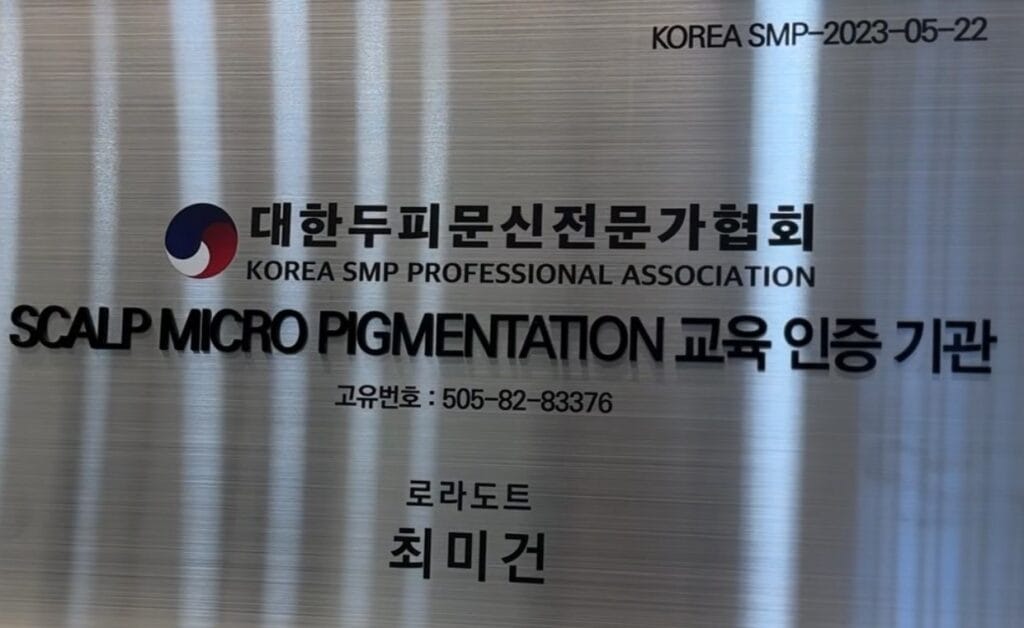 KOREA SMP-2023-05-22
대한두피문신전문가협회
KOREA SMP PROFESSIONAL ASSOCIATION
SCALP MICRO PIGMENTATION 교육 인증 기관
고유번호 : 505-82-83376
로라도트
최미건